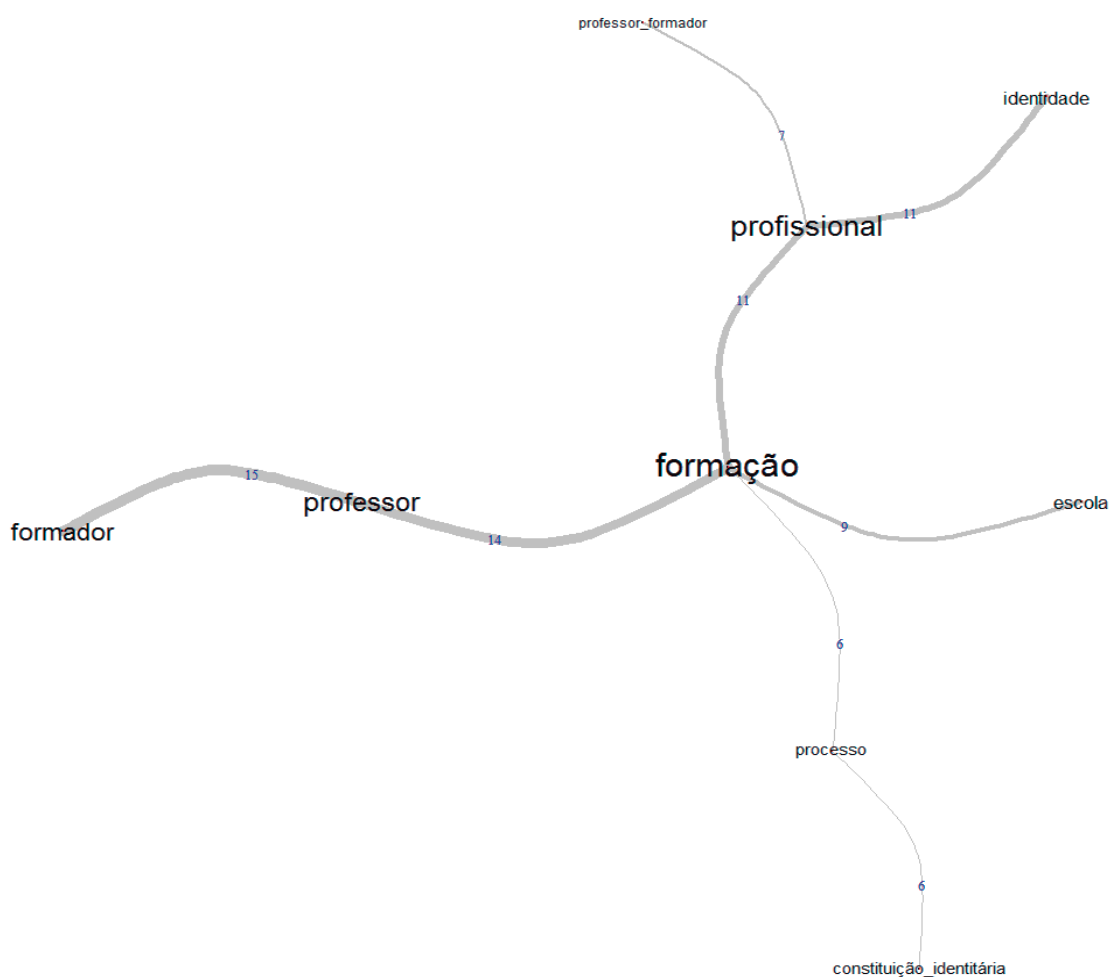 professor_formador
identidade
7
profissional
11
11
formação
15
professor
escola
9
formador
14
6
processo
6
constituição_identitária